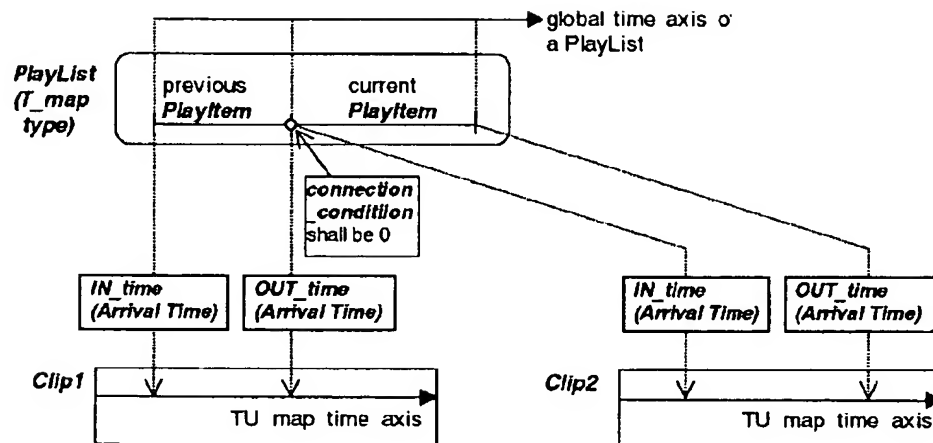 global time axis o
a PlayList
PlayList
(T_map
type)
previous
PlayItem
current
PlayItem
connection
_condition
shall be 0
IN_time
(Arrival Time)
OUT_time
(Arrival Time)
IN_time
(Arrival Time)
OUT_time
(Arrival Time)
Clip1
TU map time axis
Clip2
TU map time axis